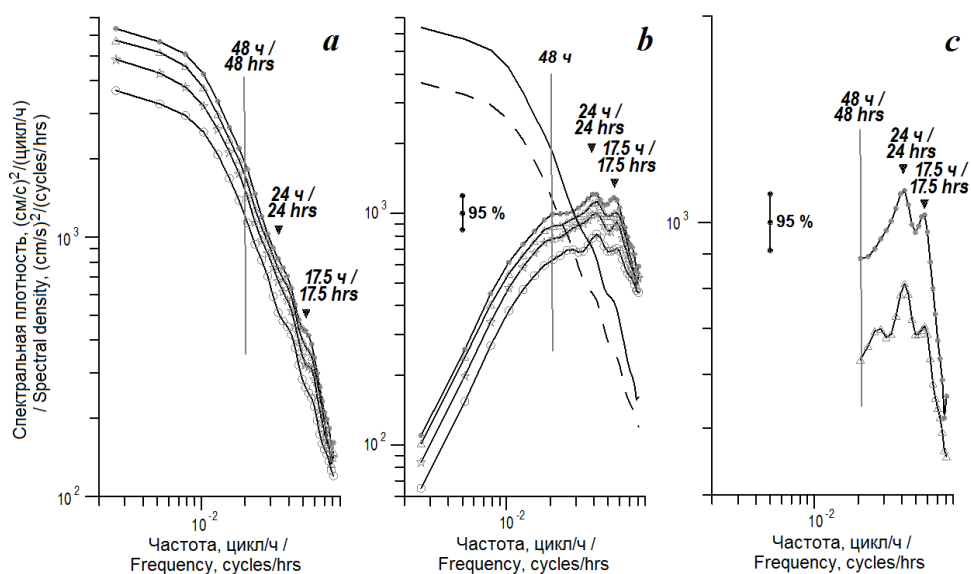 Спектральная плотность, (см/с)²/(цикл/ч)
/ Spectral density, (cm/s)²/(cycles/hrs)
a
48 ч /
48 hrs
24 ч /
24 hrs
17.5 ч /
17.5 hrs
10³
10²
10⁻²
Частота, цикл/ч /
Frequency, cycles/hrs
b
48 ч
24 ч /
24 hrs
17.5 ч /
17.5 hrs
10³
95 %
10²
10⁻²
Частота, цикл/ч /
Frequency, cycles/hrs
c
48 ч /
48 hrs
24 ч /
24 hrs
17.5 ч /
17.5 hrs
10³
95 %
10⁻²
Частота, цикл/ч /
Frequency, cycles/hrs